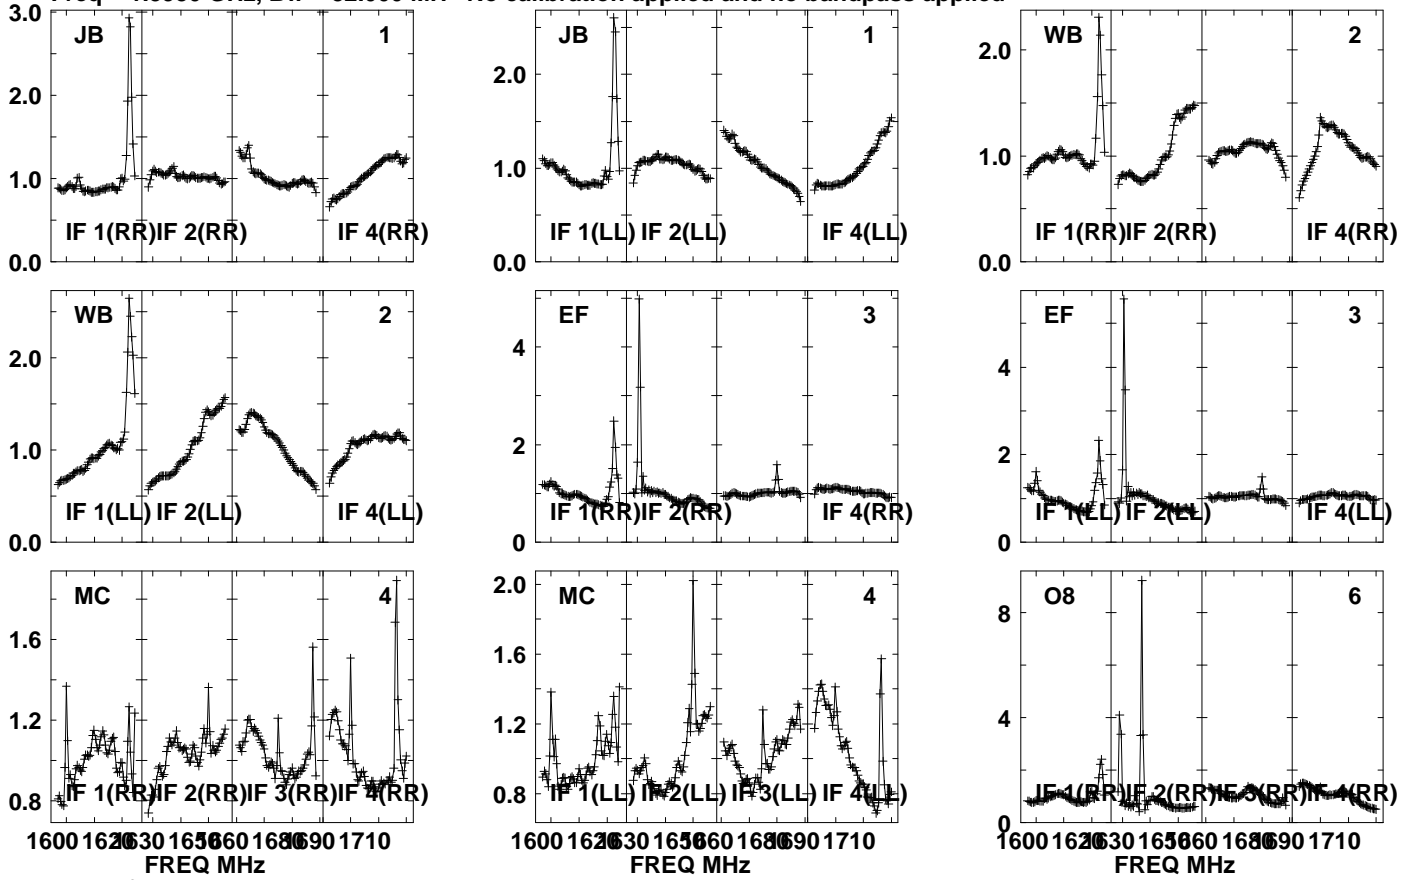 3.0 JB 1 JB 1 WB 2
2.0 2.0 2.0
1.0 1.0 1.0
IF 1(RR) IF 2(RR) IF 4(RR) IF 1(LL) IF 2(LL) IF 4(LL) IF 1(RR) IF 2(RR) IF 4(RR)
0.0 0.0 0.0
WB 2 EF 3 EF 3
2.0 4 4
1.0 2 2
IF 1(LL) IF 2(LL) IF 4(LL) IF 1(RR) IF 2(RR) IF 4(RR) IF 1(LL) IF 2(LL) IF 4(LL)
0.0 0 0
MC 4 MC 4 O8 6
2.0 8
1.6 1.6
1.2 1.2 4
0.8 IF 1(RR) IF 2(RR) IF 3(RR) IF 4(RR) 0.8 IF 1(LL) IF 2(LL) IF 3(LL) IF 4(LL) 0 IF 1(RR) IF 2(RR) IF 3(RR) IF 4(RR)
1600 1620 1630 1650 1660 1680 1690 1710 1600 1620 1630 1650 1660 1680 1690 1710 1600 1620 1630 1650 1660 1680 1690 1710
FREQ MHz FREQ MHz FREQ MHz